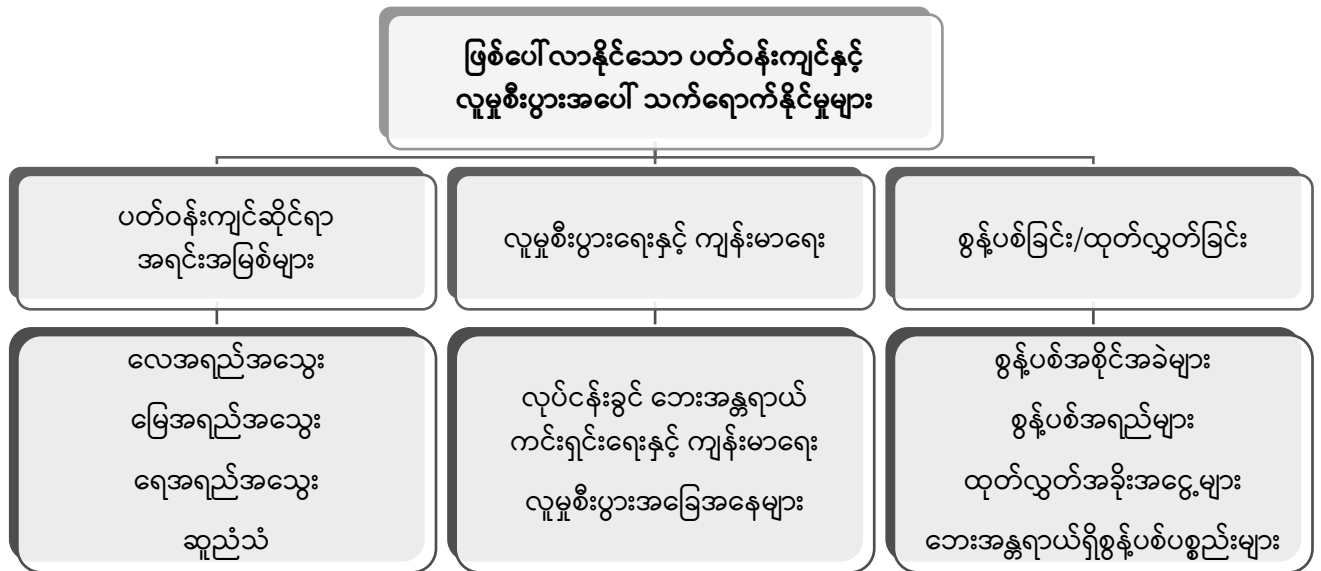 ဖြစ်ပေါ်လာနိုင်သော ပတ်ဝန်းကျင်နှင့်
လူမှုစီးပွားအပေါ် သက်ရောက်နိုင်မှုများ
ပတ်ဝန်းကျင်ဆိုင်ရာ
အရင်းအမြစ်များ
လေအရည်အသွေး
မြေအရည်အသွေး
ရေအရည်အသွေး
ဆူညံသံ
လူမှုစီးပွားရေးနှင့် ကျန်းမာရေး
လုပ်ငန်းခွင် ဘေးအန္တရာယ်
ကင်းရှင်းရေးနှင့် ကျန်းမာရေး
လူမှုစီးပွားအခြေအနေများ
စွန့်ပစ်ခြင်း/ထုတ်လွှတ်ခြင်း
စွန့်ပစ်အစိုင်အခဲများ
စွန့်ပစ်အရည်များ
ထုတ်လွှတ်အခိုးအငွေ့များ
ဘေးအန္တရာယ်ရှိစွန့်ပစ်ပစ္စည်းများ